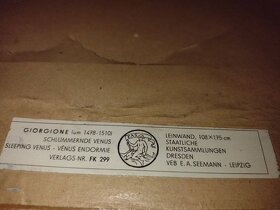 GIORGIONE (um 1478-1510)
SCHLUMMERNDE VENUS
SLEEPING VENUS - VÉNUS ENDORMIE
VERLAGS-NR. FK 299
LEINWAND, 108×175 cm
STAATLICHE
KUNSTSAMMLUNGEN
DRESDEN
VEB E. A. SEEMANN - LEIPZIG